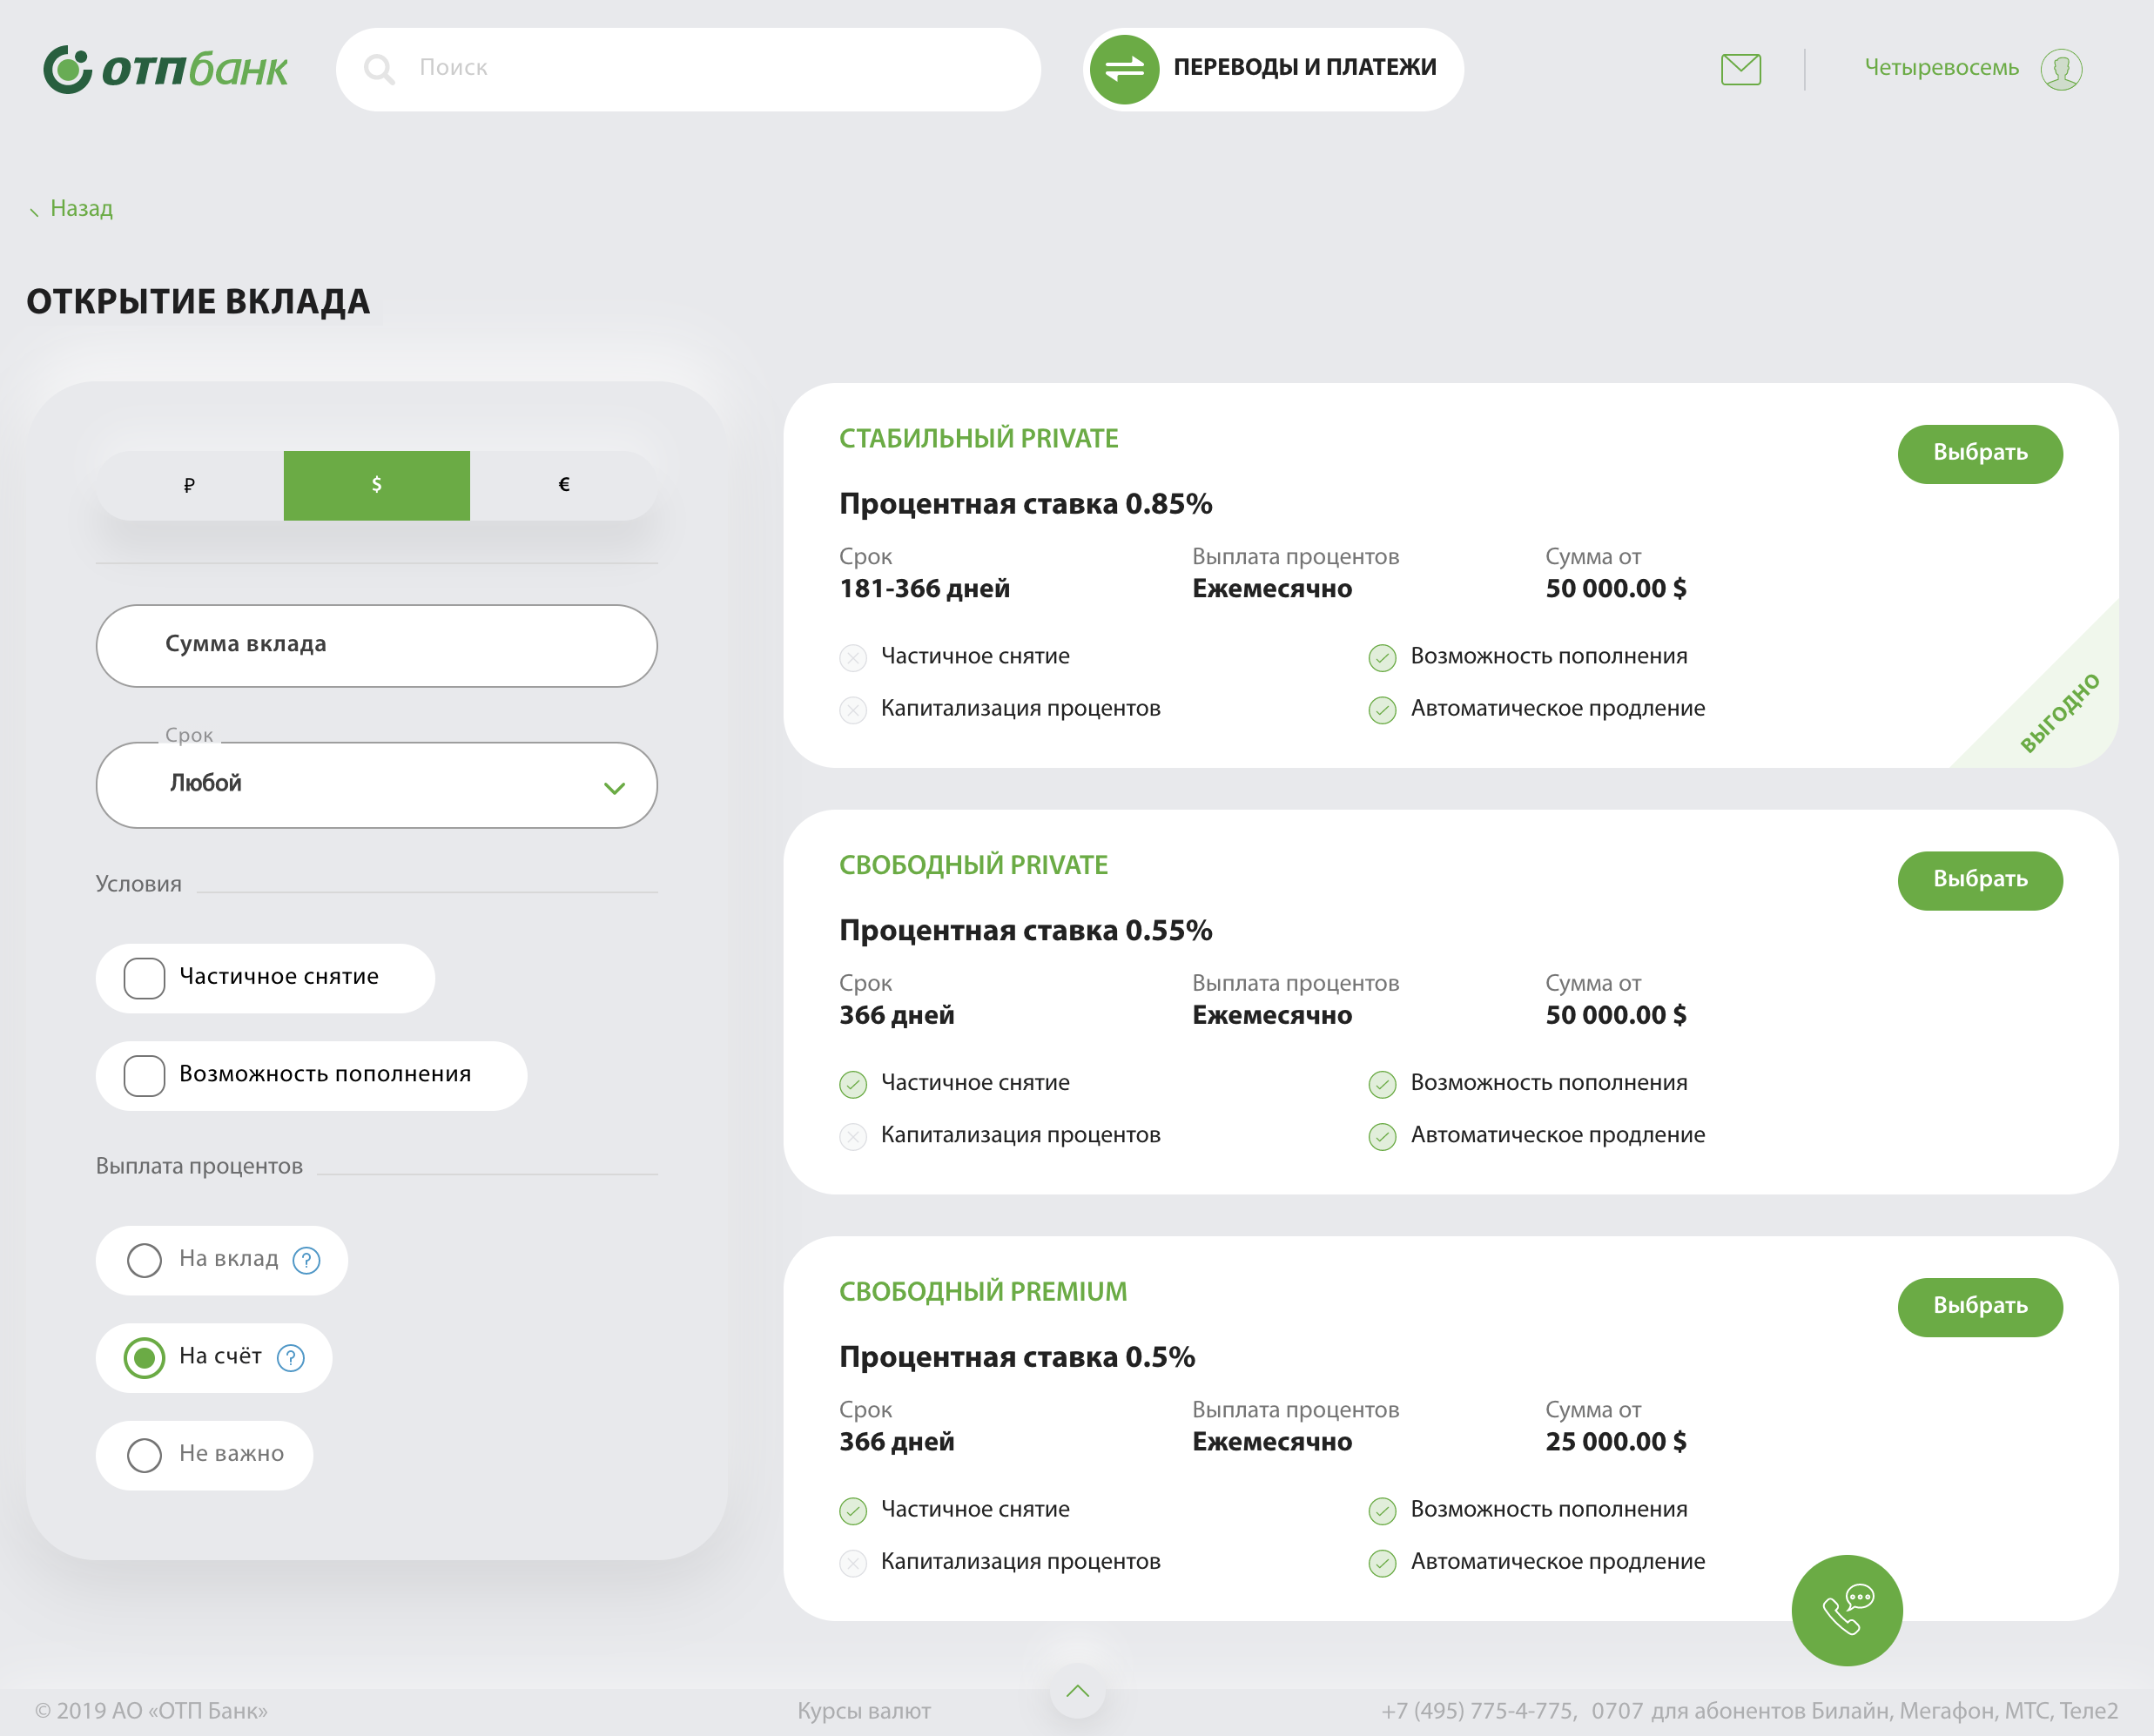 отпбанк
Поиск
ПЕРЕВОДЫ И ПЛАТЕЖИ
Четыревосемь
Назад
ОТКРЫТИЕ ВКЛАДА
₽ $ €
Сумма вклада
Срок
Любой
Условия
Частичное снятие
Возможность пополнения
Выплата процентов
На вклад ?
На счёт ?
Не важно
СТАБИЛЬНЫЙ PRIVATE
Выбрать
Процентная ставка 0.85%
Срок Выплата процентов Сумма от
181-366 дней Ежемесячно 50 000.00 $
Частичное снятие Возможность пополнения
Капитализация процентов Автоматическое продление
ВЫГОДНО
СВОБОДНЫЙ PRIVATE
Выбрать
Процентная ставка 0.55%
Срок Выплата процентов Сумма от
366 дней Ежемесячно 50 000.00 $
Частичное снятие Возможность пополнения
Капитализация процентов Автоматическое продление
СВОБОДНЫЙ PREMIUM
Выбрать
Процентная ставка 0.5%
Срок Выплата процентов Сумма от
366 дней Ежемесячно 25 000.00 $
Частичное снятие Возможность пополнения
Капитализация процентов Автоматическое продление
© 2019 АО «ОТП Банк» Курсы валют +7 (495) 775-4-775, 0707 для абонентов Билайн, Мегафон, МТС, Теле2